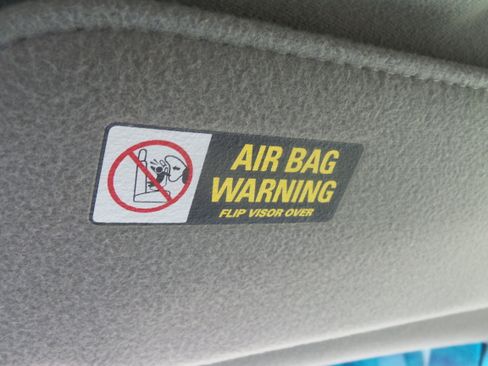 AIR BAG
WARNING
FLIP VISOR OVER